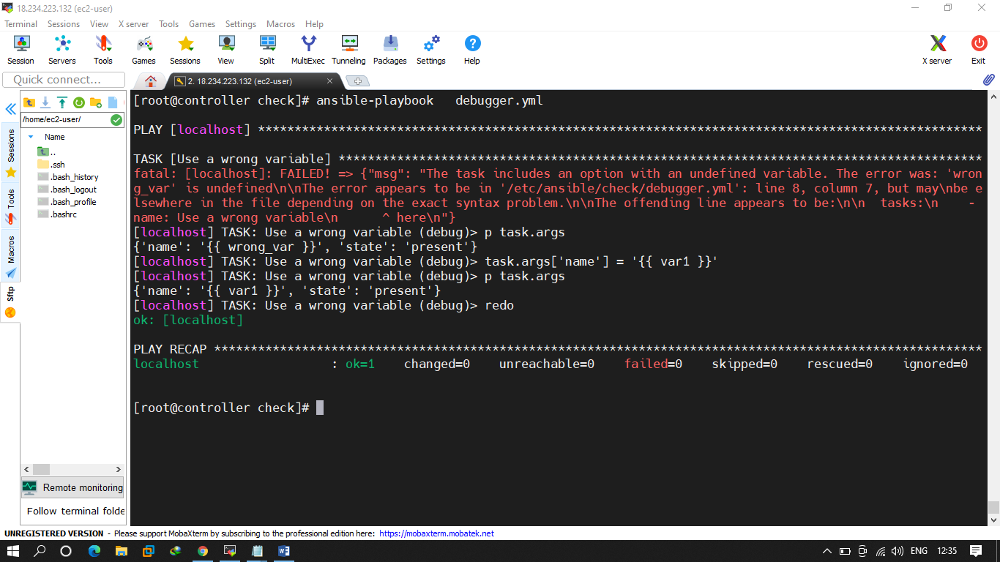 18.234.223.132 (ec2-user)
Terminal Sessions View X server Tools Games Settings Macros Help
Session Servers Tools Games Sessions View Split MultiExec Tunneling Packages Settings Help X server Exit
Quick connect...
2. 18.234.223.132 (ec2-user)
/home/ec2-user/
Name
..
.ssh
.bash_history
.bash_logout
.bash_profile
.bashrc
Sessions
Tools
Macros
Sftp
[root@controller check]# ansible-playbook   debugger.yml
PLAY [localhost] ***************************************************************************************************
TASK [Use a wrong variable] ****************************************************************************************
fatal: [localhost]: FAILED! => {"msg": "The task includes an option with an undefined variable. The error was: 'wron
g_var' is undefined\n\nThe error appears to be in '/etc/ansible/check/debugger.yml': line 8, column 7, but may\nbe e
lsewhere in the file depending on the exact syntax problem.\n\nThe offending line appears to be:\n\n  tasks:\n    -
name: Use a wrong variable\n      ^ here\n"}
[localhost] TASK: Use a wrong variable (debug)> p task.args
{'name': '{{ wrong_var }}', 'state': 'present'}
[localhost] TASK: Use a wrong variable (debug)> task.args['name'] = '{{ var1 }}'
[localhost] TASK: Use a wrong variable (debug)> p task.args
{'name': '{{ var1 }}', 'state': 'present'}
[localhost] TASK: Use a wrong variable (debug)> redo
ok: [localhost]
PLAY RECAP *********************************************************************************************************
localhost                  : ok=1    changed=0    unreachable=0    failed=0    skipped=0    rescued=0    ignored=0
[root@controller check]#
Remote monitoring
Follow terminal folde
UNREGISTERED VERSION - Please support MobaXterm by subscribing to the professional edition here: https://mobaxterm.mobatek.net
ENG 12:35